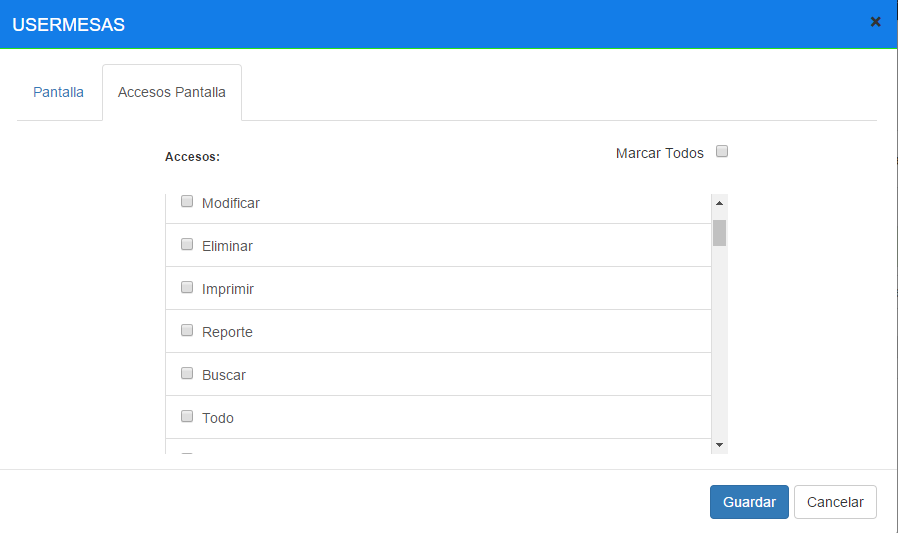 USERMESAS
Pantalla
Accesos Pantalla
Accesos:
Marcar Todos
Modificar
Eliminar
Imprimir
Reporte
Buscar
Todo
Guardar
Cancelar